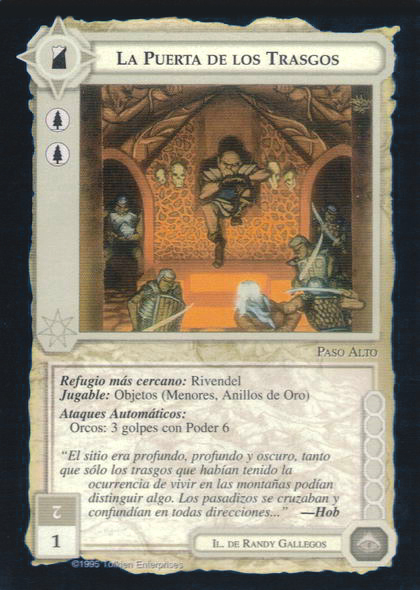 La Puerta de los Trasgos
Paso Alto
Refugio más cercano: Rivendel
Jugable: Objetos (Menores, Anillos de Oro)
Ataques Automáticos:
Orcos: 3 golpes con Poder 6
“El sitio era profundo, profundo y oscuro, tanto
que sólo los trasgos que habían tenido la
ocurrencia de vivir en las montañas podían
distinguir algo. Los pasadizos se cruzaban y
confundían en todas direcciones...” —Hob
2
1
Il. de Randy Gallegos
©1995 Tolkien Enterprises